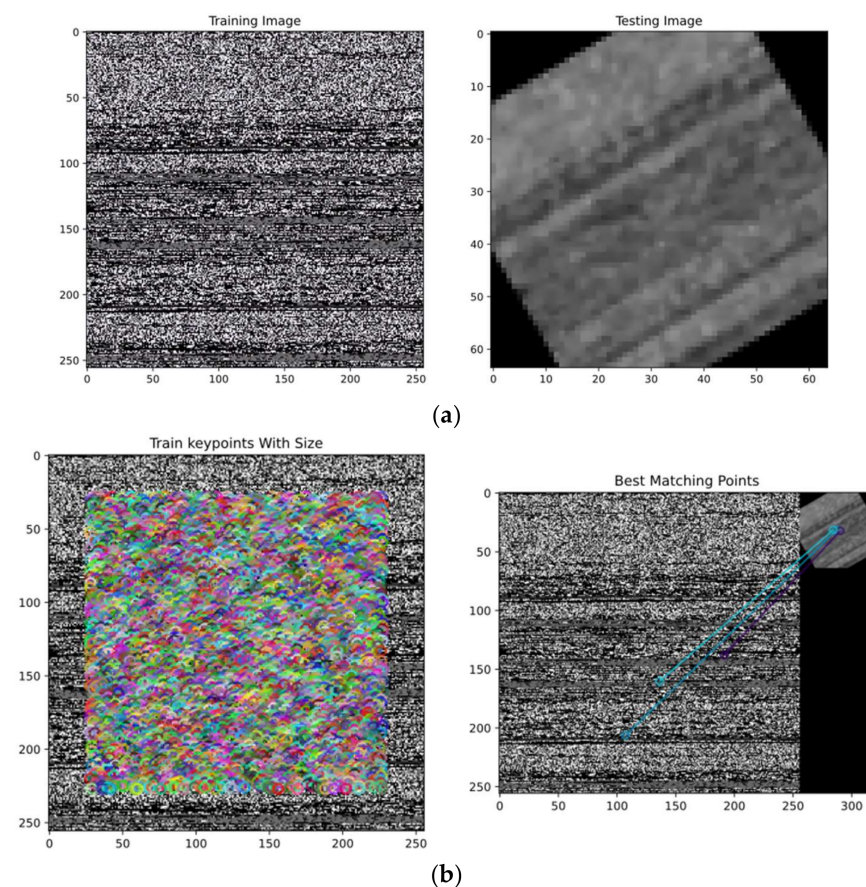 Training Image
Testing Image
0
50
100
150
200
250
0 50 100 150 200 250
0
10
20
30
40
50
60
0 10 20 30 40 50 60
(a)
Train keypoints With Size
Best Matching Points
0
50
100
150
200
250
0 50 100 150 200 250
0
50
100
150
200
250
0 50 100 150 200 250 300
(b)